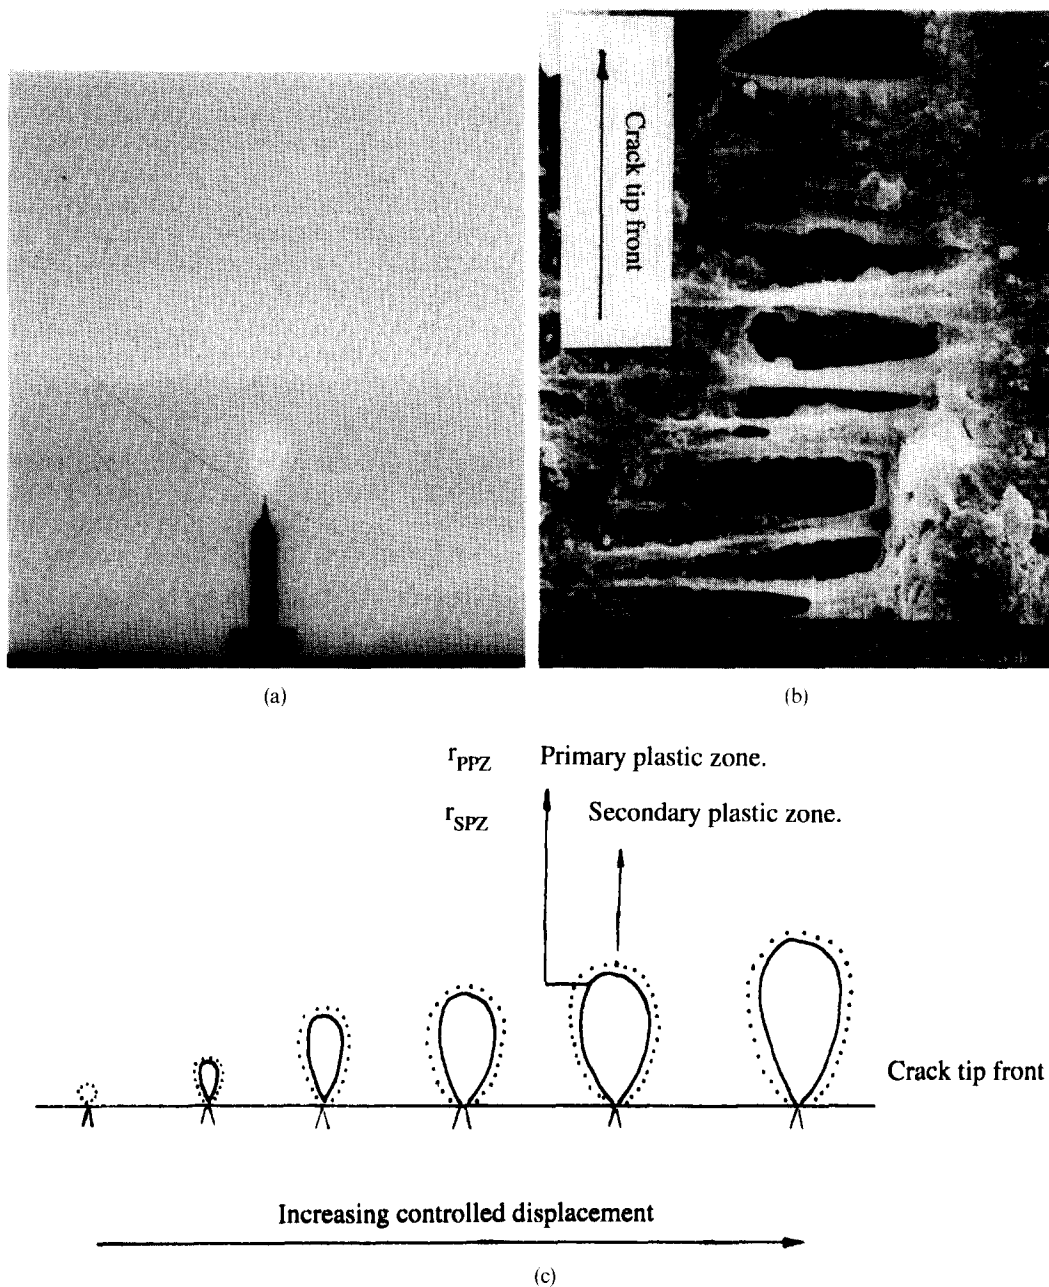 Crack tip front
(a)
(b)
r_PPZ Primary plastic zone.
r_SPZ Secondary plastic zone.
Crack tip front
Increasing controlled displacement
(c)